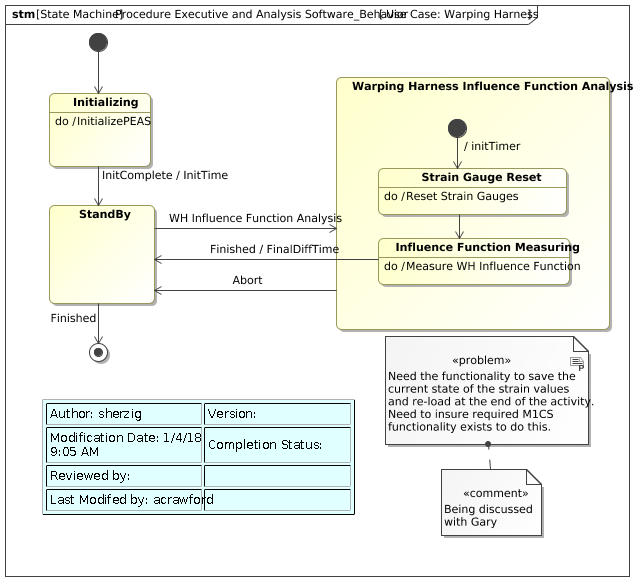 stm [State Machine] Procedure Executive and Analysis Software_Behavior [ Use Case: Warping Harness ]
Initializing
do / InitializePEAS
InitComplete / InitTime
StandBy
Finished
WH Influence Function Analysis
Finished / FinalDiffTime
Abort
Warping Harness Influence Function Analysis
/ initTimer
Strain Gauge Reset
do / Reset Strain Gauges
Influence Function Measuring
do / Measure WH Influence Function
«problem»
Need the functionality to save the
current state of the strain values
and re-load at the end of the activity.
Need to insure required M1CS
functionality exists to do this.
P
«comment»
Being discussed
with Gary
Author: sherzig
Version:
Modification Date: 1/4/18
9:05 AM
Completion Status:
Reviewed by:
Last Modifed by: acrawford